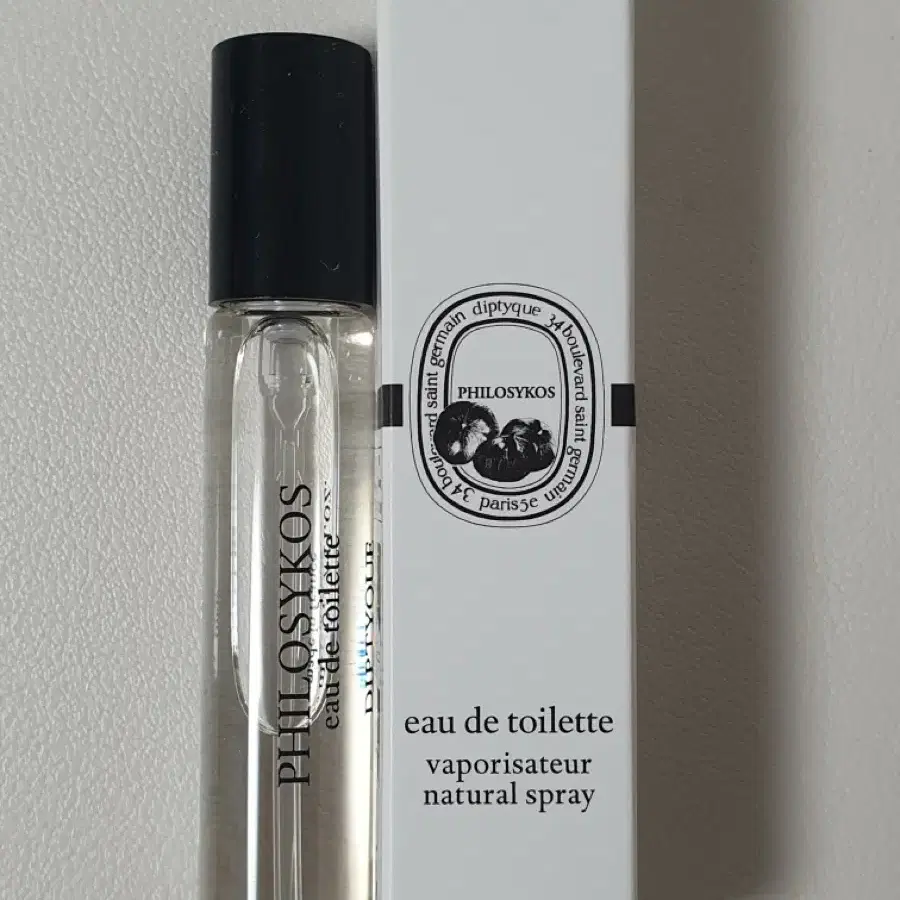 PHILOSYKOS
eau de toilette
DIPTYQUE
diptyque 34 boulevard saint germain paris5e 34 boulevard saint germain
PHILOSYKOS
eau de toilette
vaporisateur
natural spray